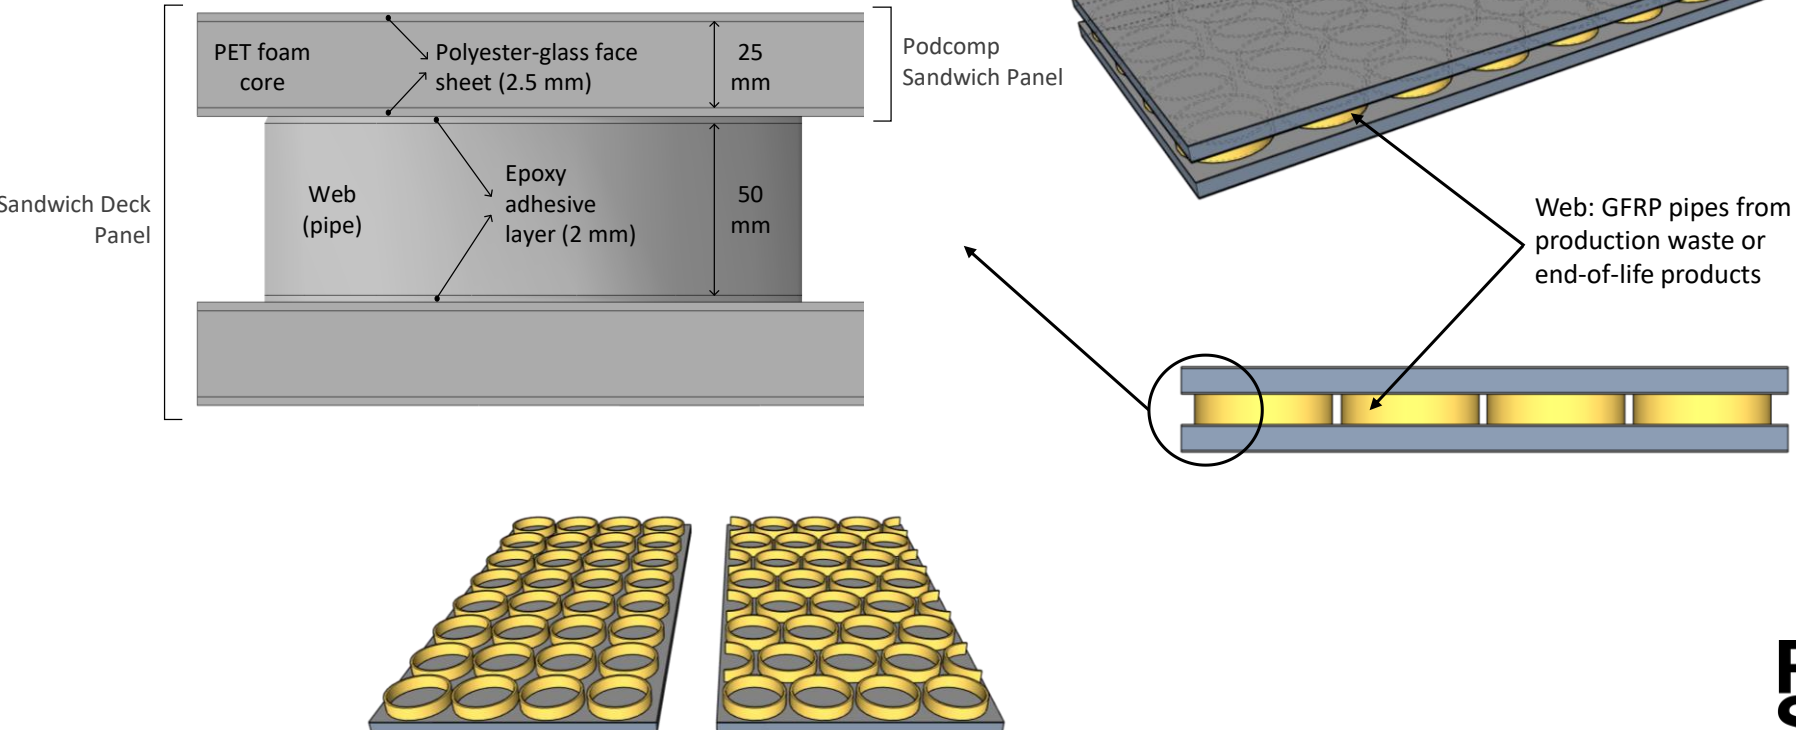 PET foam
core
Polyester-glass face
sheet (2.5 mm)
25
mm
Podcomp
Sandwich Panel
Sandwich Deck
Panel
Web
(pipe)
Epoxy
adhesive
layer (2 mm)
50
mm
Web: GFRP pipes from
production waste or
end-of-life products